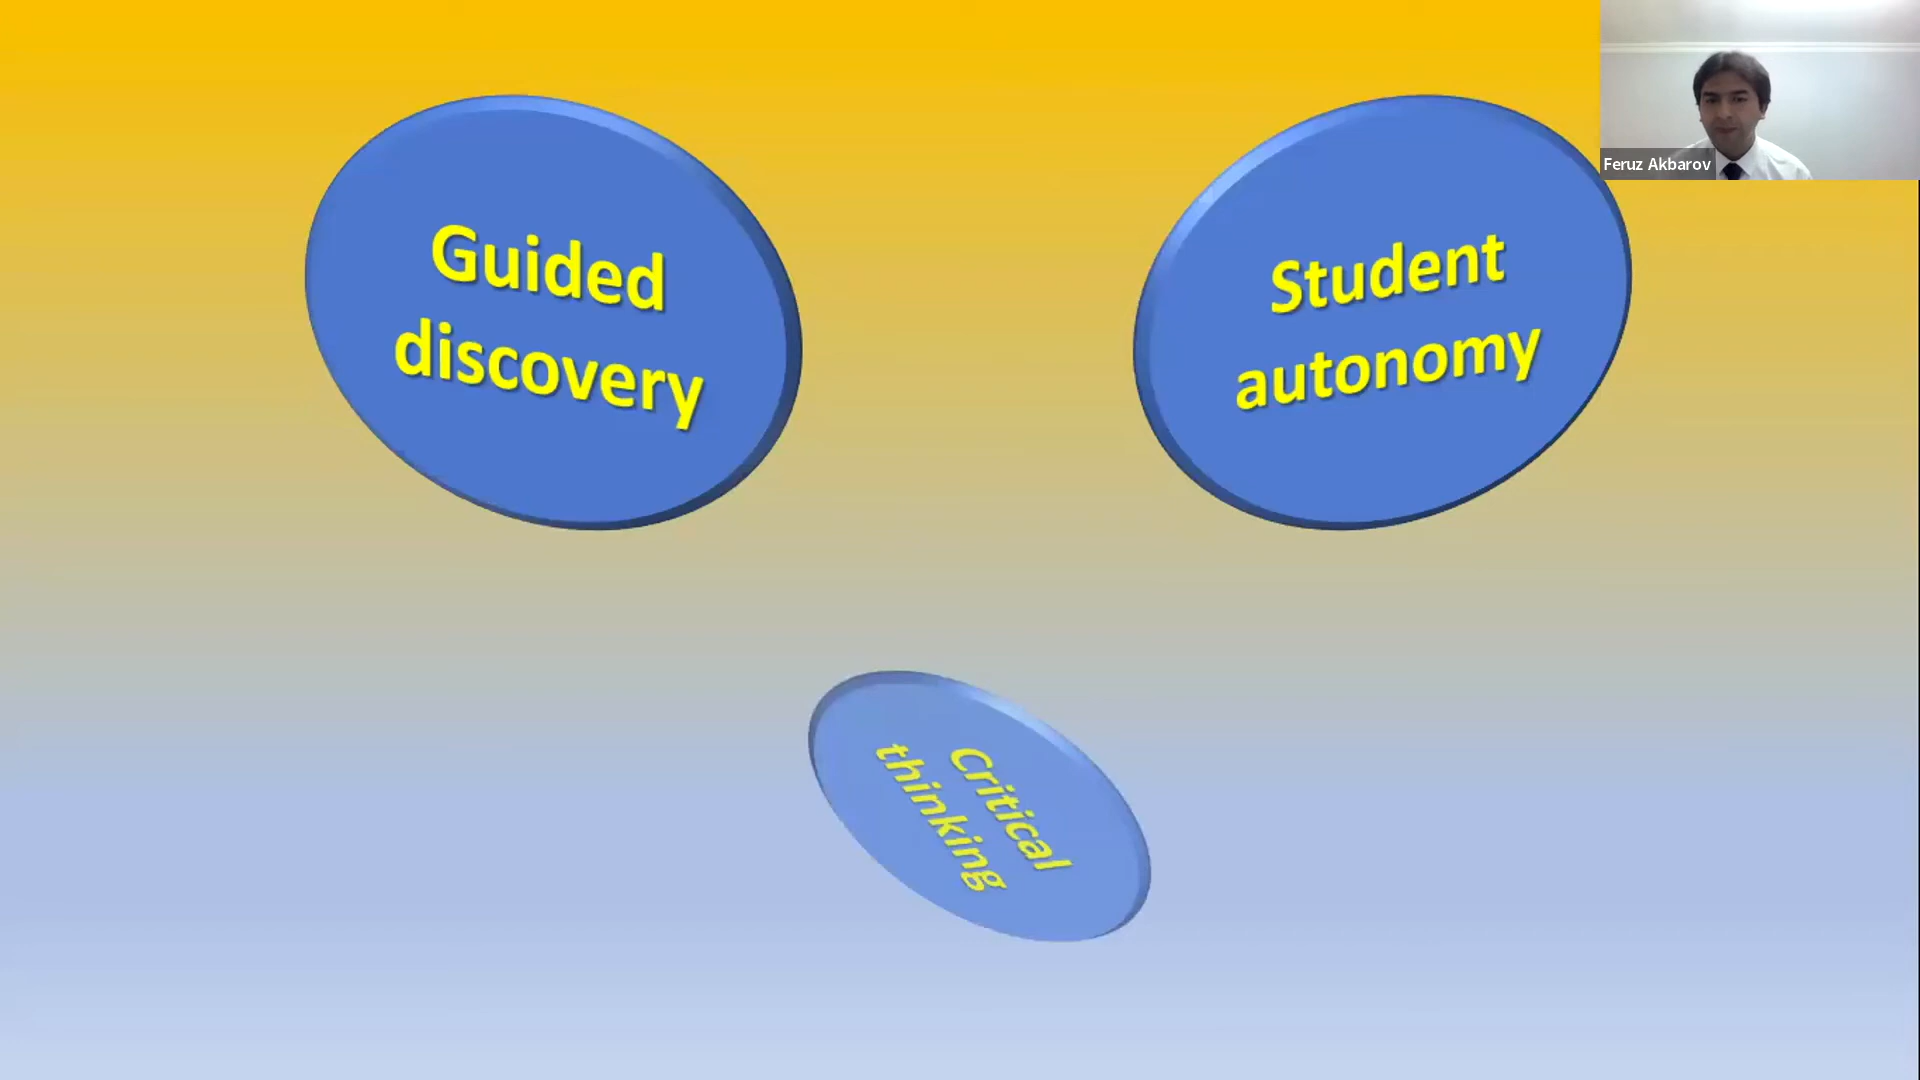 Guided
discovery
Student
autonomy
Feruz Akbarov
Critical
thinking